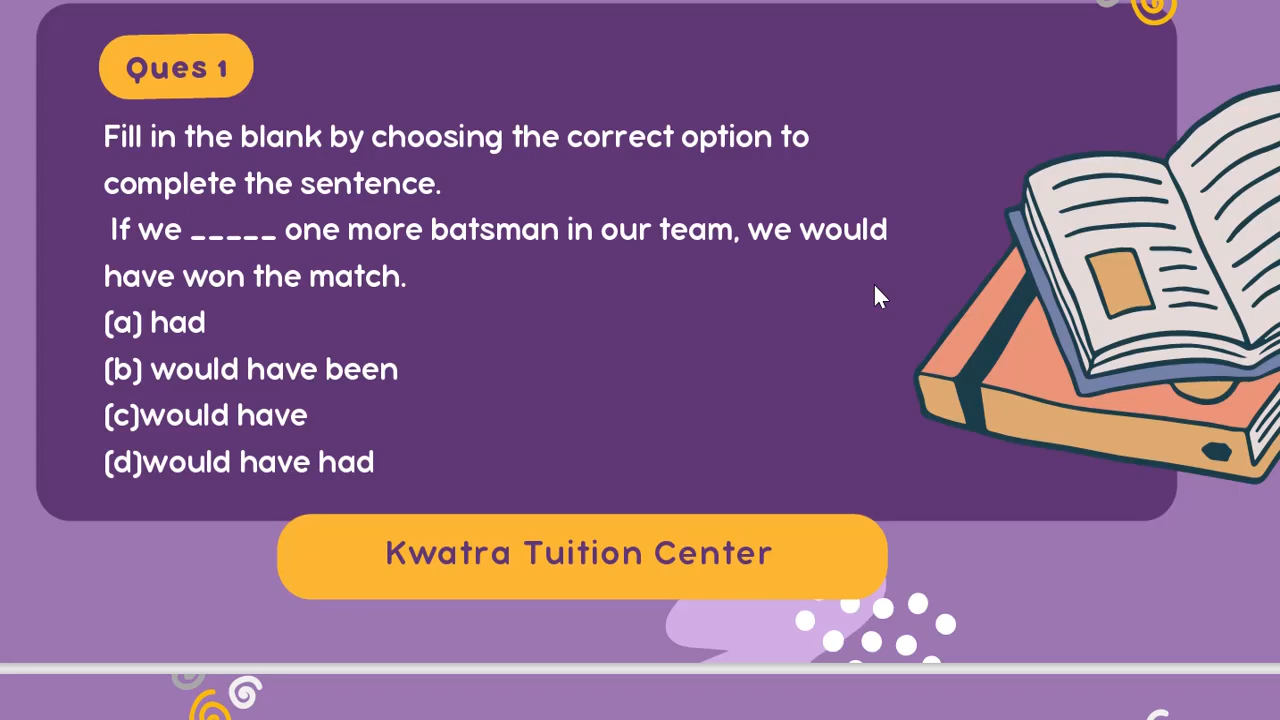 Ques 1
Fill in the blank by choosing the correct option to
complete the sentence.
If we _____ one more batsman in our team, we would
have won the match.
(a) had
(b) would have been
(c)would have
(d)would have had
Kwatra Tuition Center